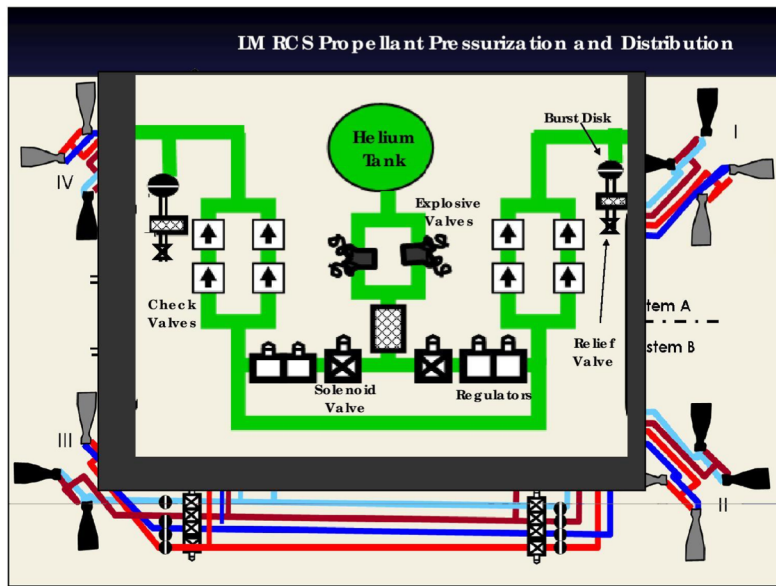 LM RCS Propellant Pressurization and Distribution
Burst Disk
I
Helium
Tank
IV
Explosive
Valves
Check
Valves
tem A
Relief
Valve
stem B
Solenoid
Valve
Regulators
III
II